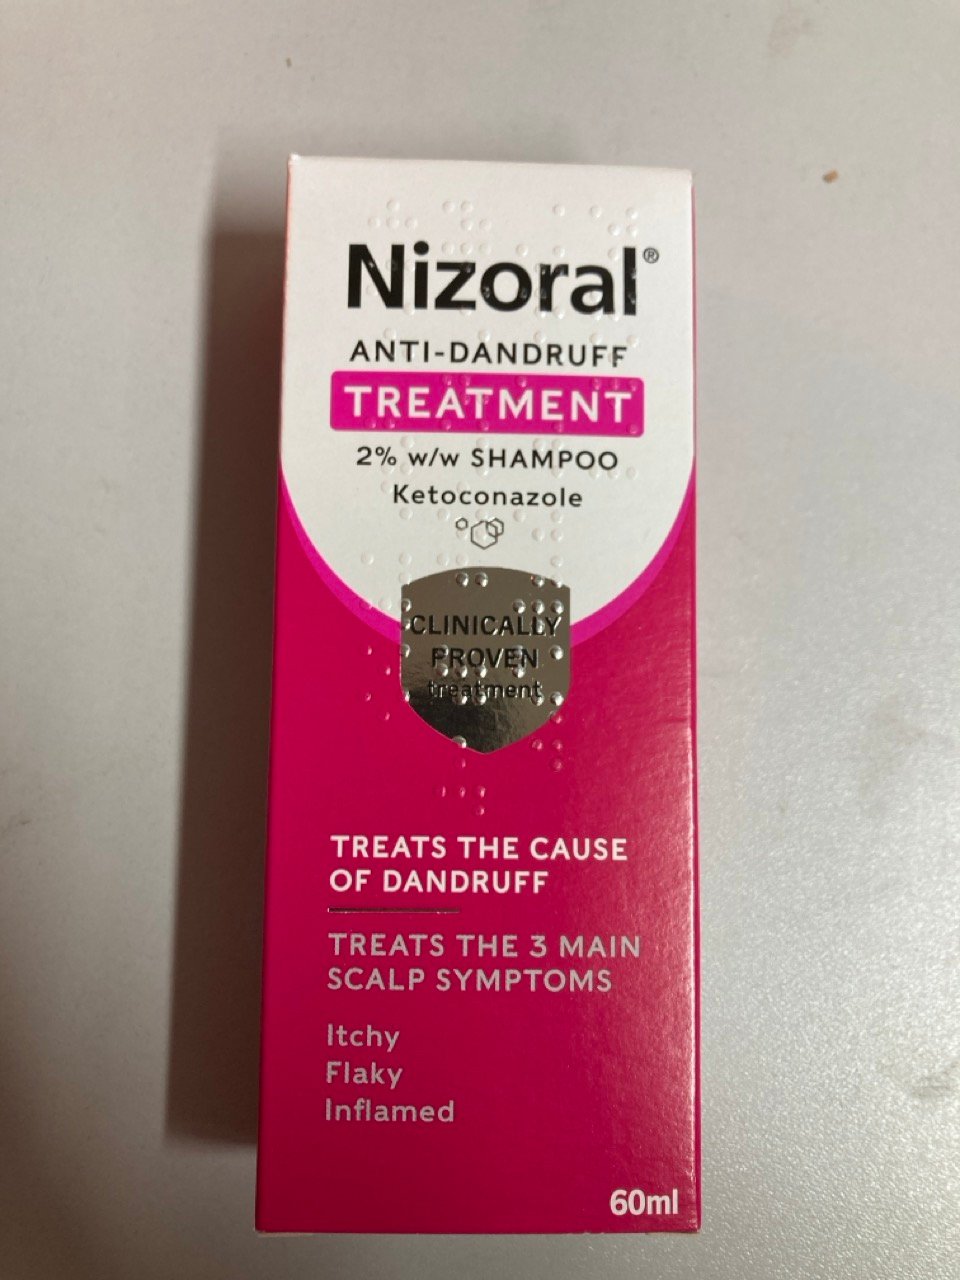 Nizoral®
ANTI-DANDRUFF
TREATMENT
2% w/w SHAMPOO
Ketoconazole
CLINICALLY
PROVEN
treatment
TREATS THE CAUSE
OF DANDRUFF
TREATS THE 3 MAIN
SCALP SYMPTOMS
Itchy
Flaky
Inflamed
60ml